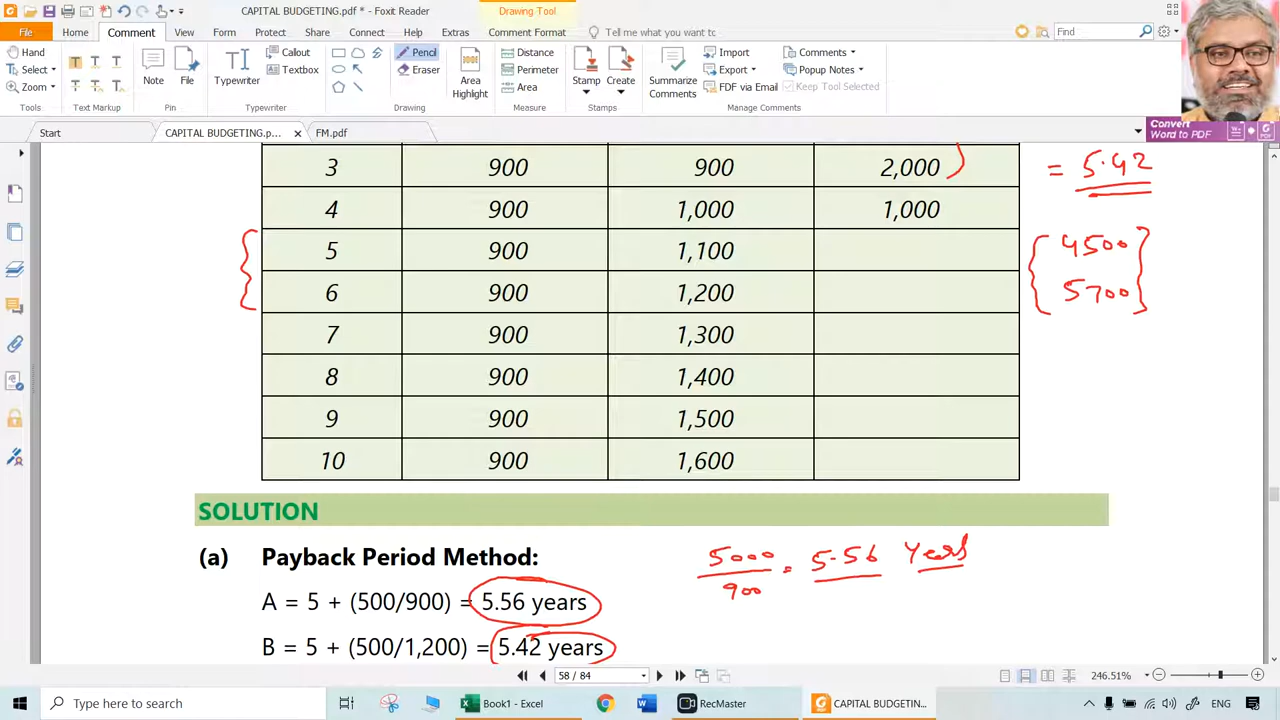 CAPITAL BUDGETING.pdf * - Foxit Reader
Drawing Tool
File Home Comment View Form Protect Share Connect Help Extras Comment Format Tell me what you want tc Find
Hand
Select
Zoom
Tools
T T T
T T T
Text Markup
Note
File
Pin
Typewriter
Callout
Textbox
Typewriter
Pencil
Eraser
Drawing
Area Highlight
Distance
Perimeter
Area
Measure
Stamp Create
Stamps
Summarize Comments
Import
Export
FDF via Email
Comments
Popup Notes
Keep Tool Selected
Manage Comments
Start CAPITAL BUDGETING.p... × FM.pdf
Convert
Word to PDF
3 900 900 2,000 = 5.42
4 900 1,000 1,000
5 900 1,100 4500
6 900 1,200 5700
7 900 1,300
8 900 1,400
9 900 1,500
10 900 1,600
SOLUTION
(a) Payback Period Method: 5000/900 = 5.56 years
A = 5 + (500/900) = 5.56 years
B = 5 + (500/1,200) = 5.42 years
58 / 84 246.51%
Type here to search Book1 - Excel RecMaster CAPITAL BUDGETIN... ENG